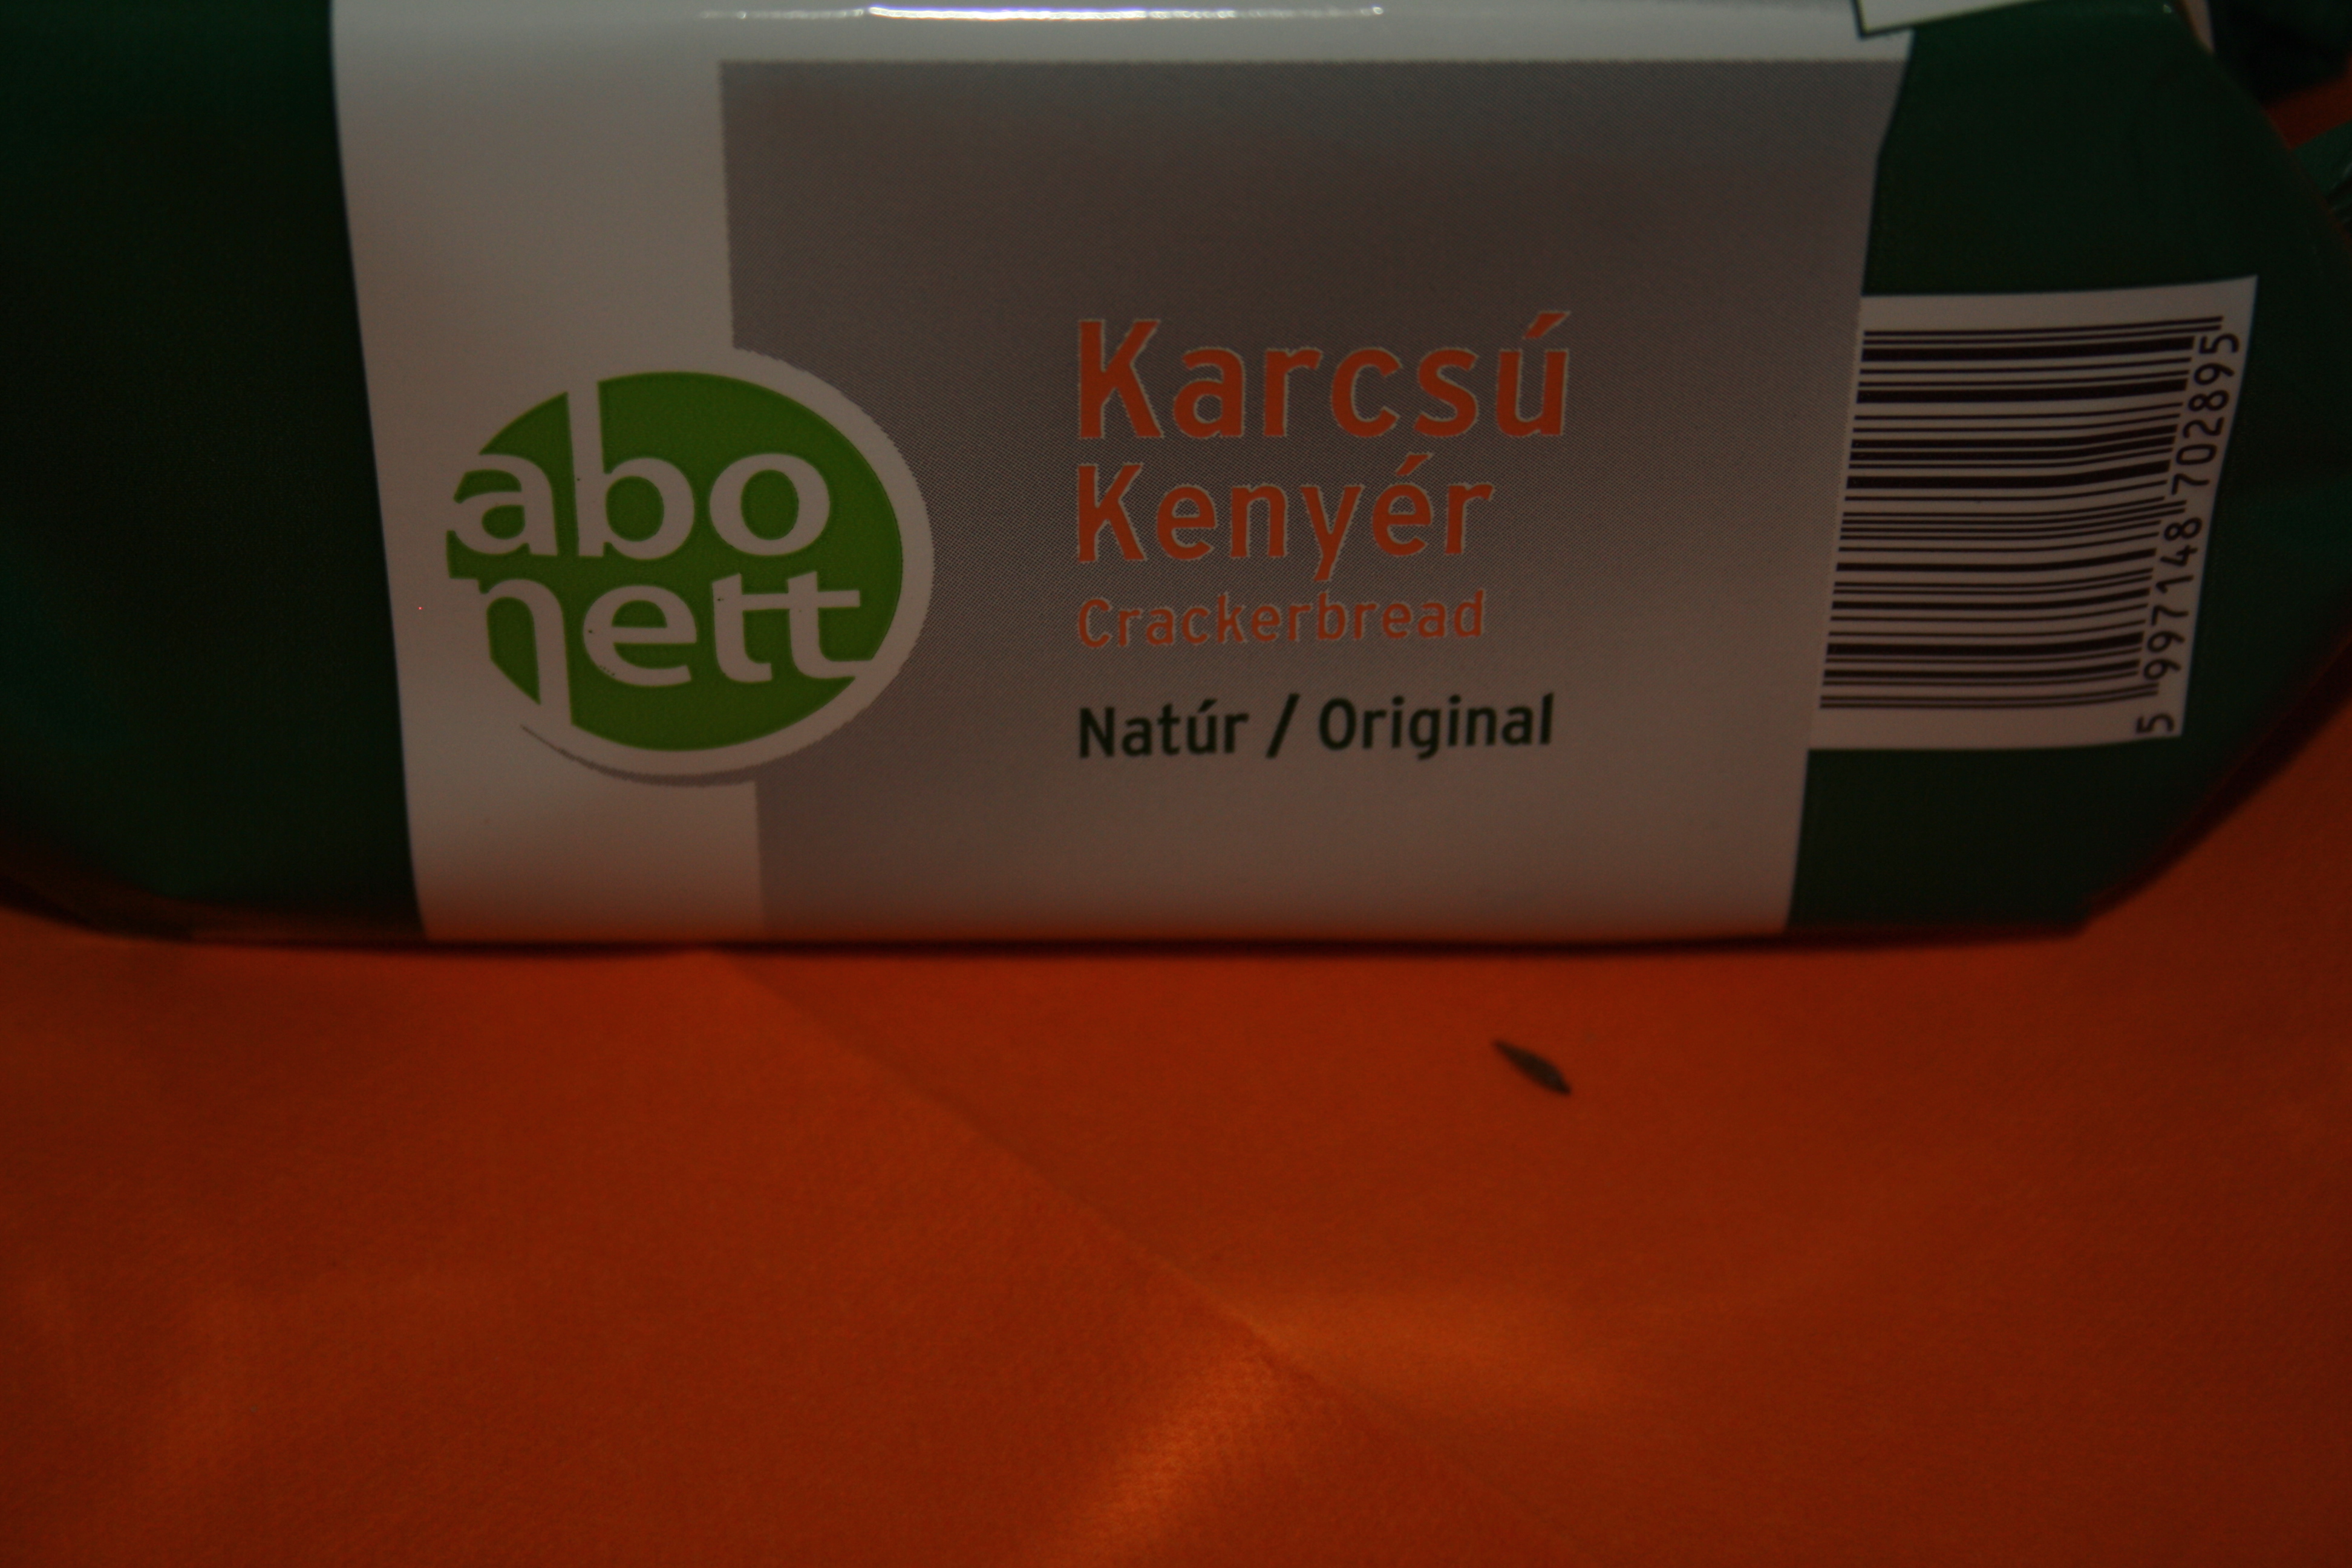 abo
nett
Karcsú
Kenyér
Crackerbread
Natúr / Original
5 997148 702895